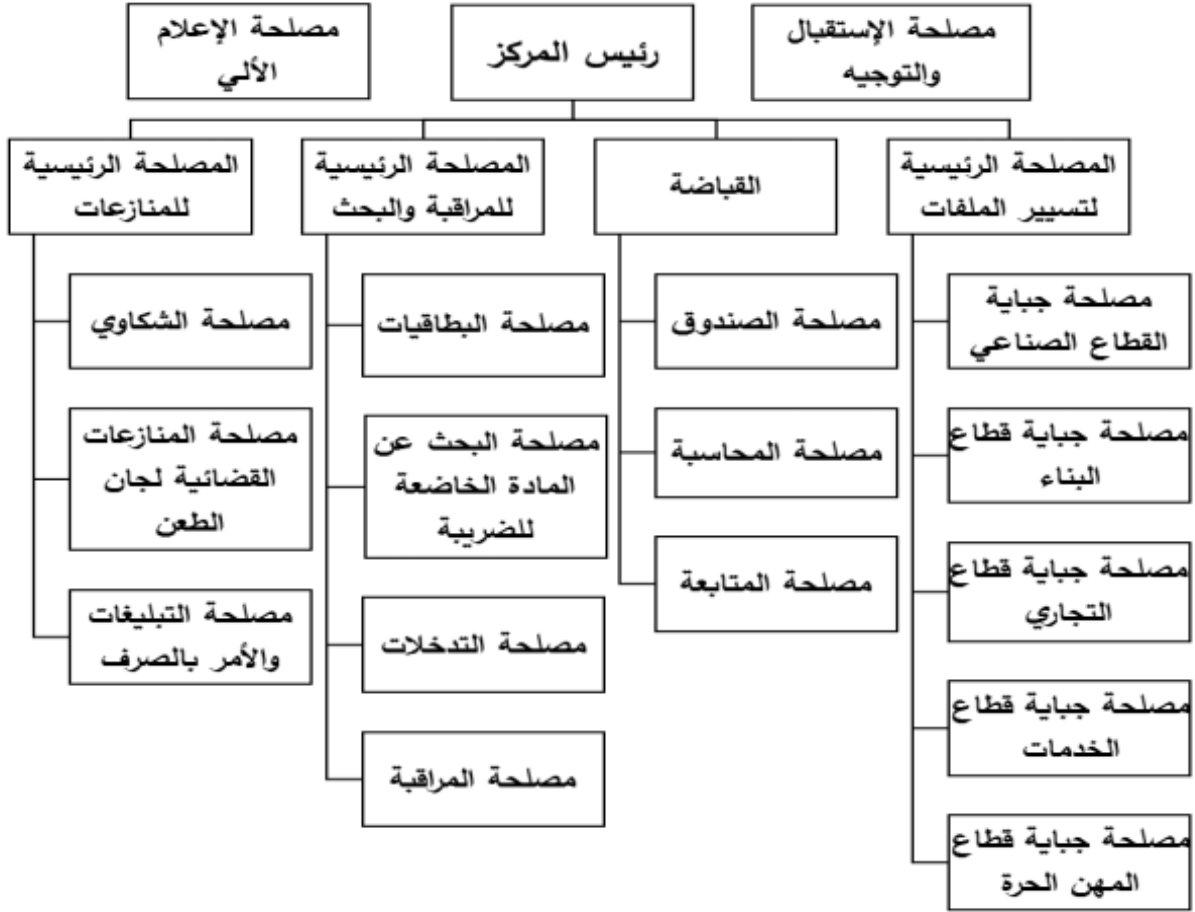 مصلحة الإستقبال
والتوجيه
رئيس المركز
مصلحة الإعلام
الألي
المصلحة الرئيسية
لتسيير الملفات
القباضة
المصلحة الرئيسية
للمراقبة والبحث
المصلحة الرئيسية
للمنازعات
مصلحة جباية
القطاع الصناعي
مصلحة جباية قطاع
البناء
مصلحة جباية قطاع
التجاري
مصلحة جباية قطاع
الخدمات
مصلحة جباية قطاع
المهن الحرة
مصلحة الصندوق
مصلحة المحاسبة
مصلحة المتابعة
مصلحة البطاقيات
مصلحة البحث عن
المادة الخاضعة
للضريبة
مصلحة التدخلات
مصلحة المراقبة
مصلحة الشكاوي
مصلحة المنازعات
القضائية لجان
الطعن
مصلحة التبليغات
والأمر بالصرف